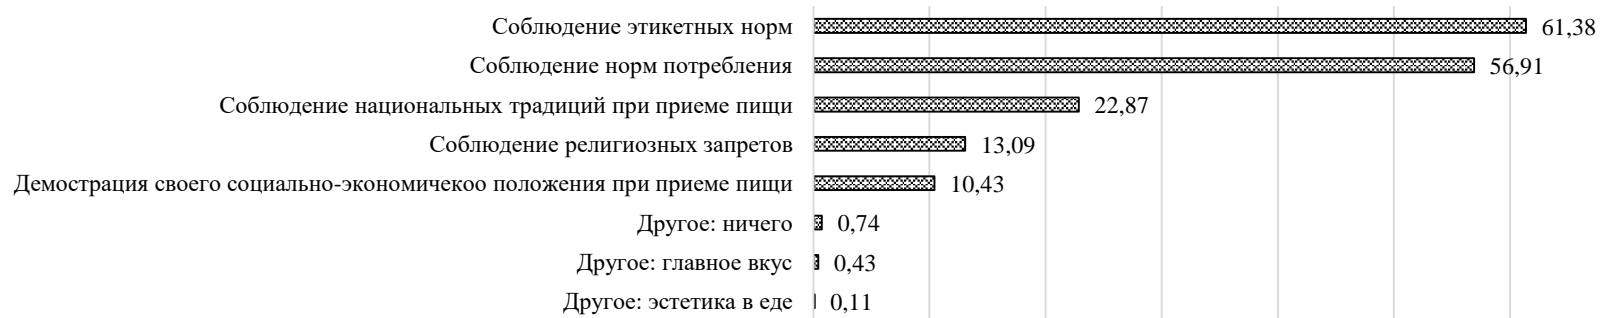 Соблюдение этикетных норм 61,38
Соблюдение норм потребления 56,91
Соблюдение национальных традиций при приеме пищи 22,87
Соблюдение религиозных запретов 13,09
Демострация своего социально-экономичекоо положения при приеме пищи 10,43
Другое: ничего 0,74
Другое: главное вкус 0,43
Другое: эстетика в еде 0,11